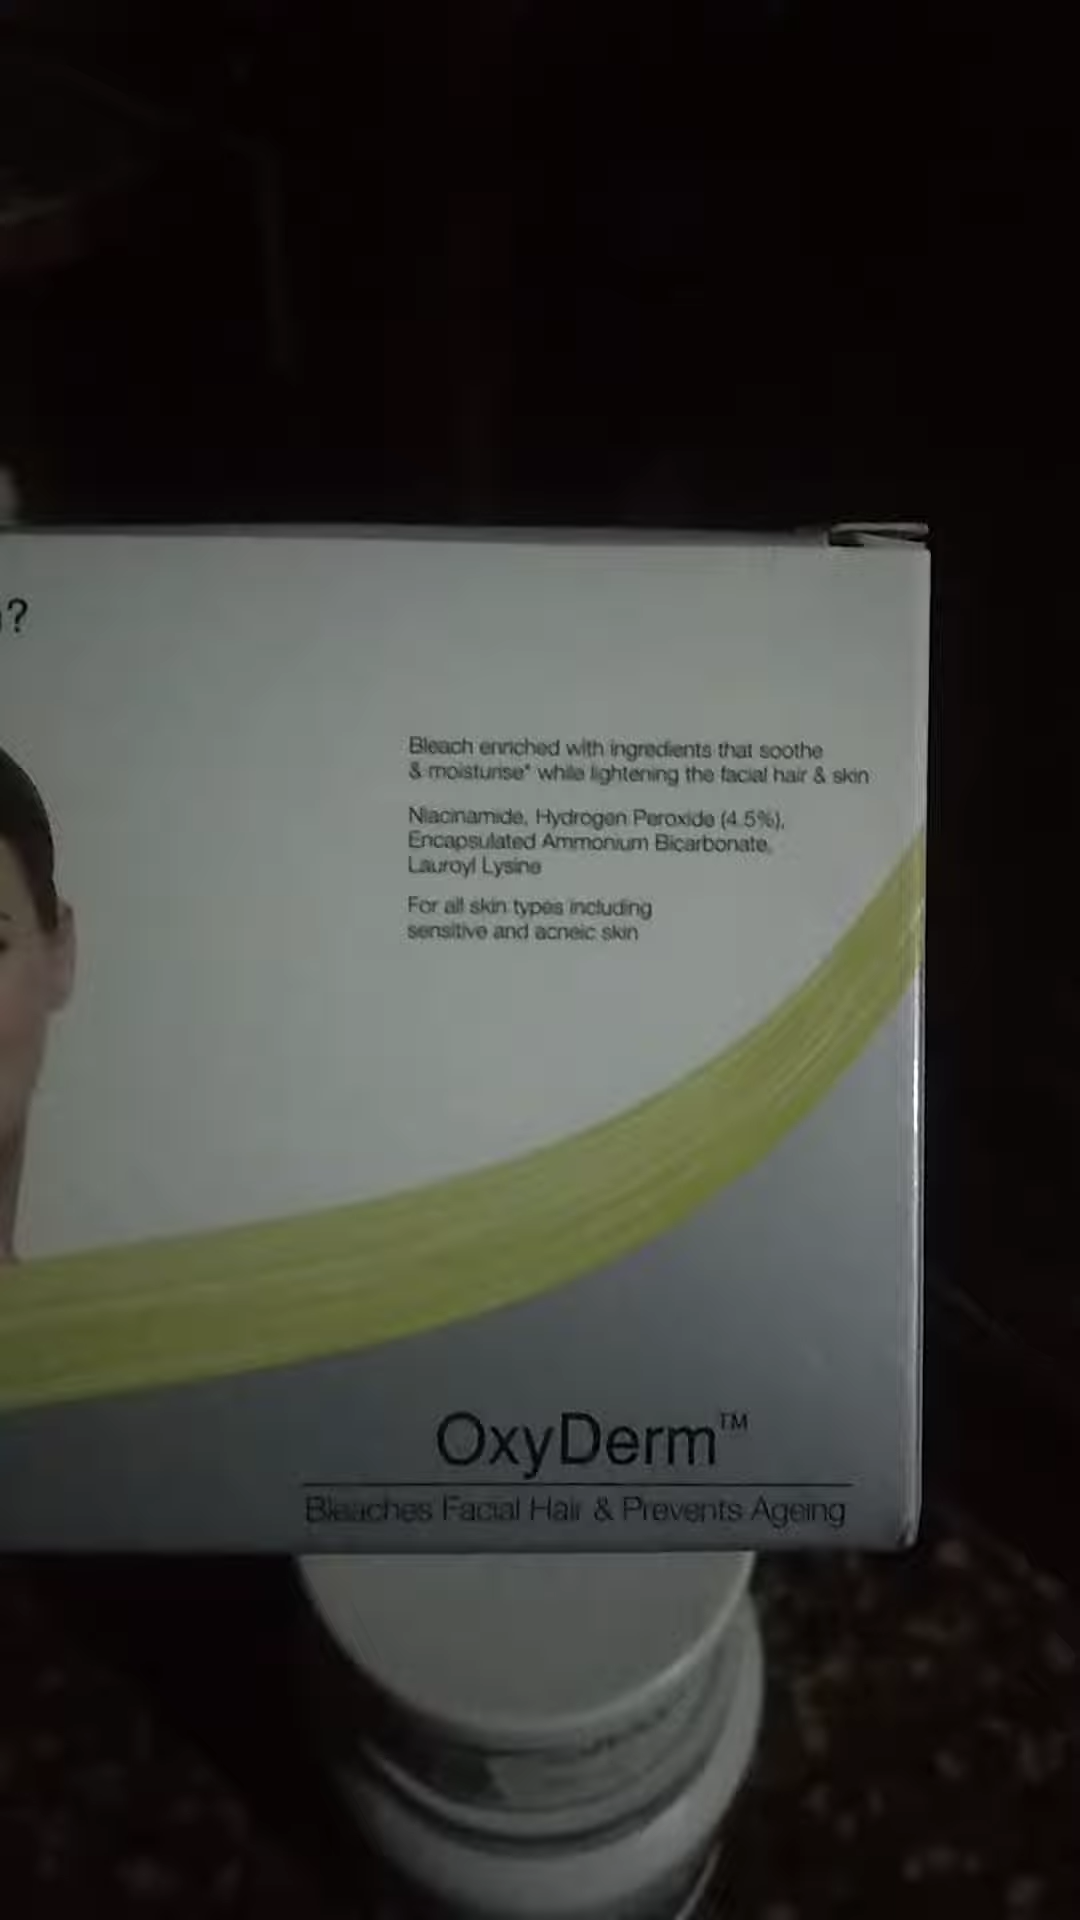 ?
Bleach enriched with ingredients that soothe
& moisturise* while lightening the facial hair & skin
Niacinamide, Hydrogen Peroxide (4.5%),
Encapsulated Ammonium Bicarbonate,
Lauroyl Lysine
For all skin types including
sensitive and acneic skin
OxyDerm™
Bleaches Facial Hair & Prevents Ageing